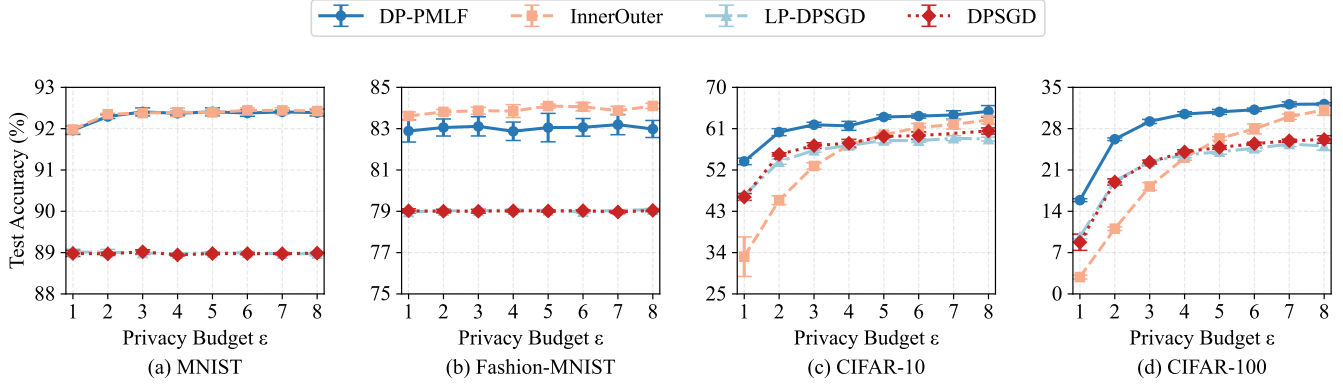 DP-PMLF InnerOuter LP-DPSGD DPSGD
Test Accuracy (%)
93
92
91
90
89
88
1 2 3 4 5 6 7 8
Privacy Budget ε
(a) MNIST
85
83
81
79
77
75
1 2 3 4 5 6 7 8
Privacy Budget ε
(b) Fashion-MNIST
70
61
52
43
34
25
1 2 3 4 5 6 7 8
Privacy Budget ε
(c) CIFAR-10
35
28
21
14
7
0
1 2 3 4 5 6 7 8
Privacy Budget ε
(d) CIFAR-100